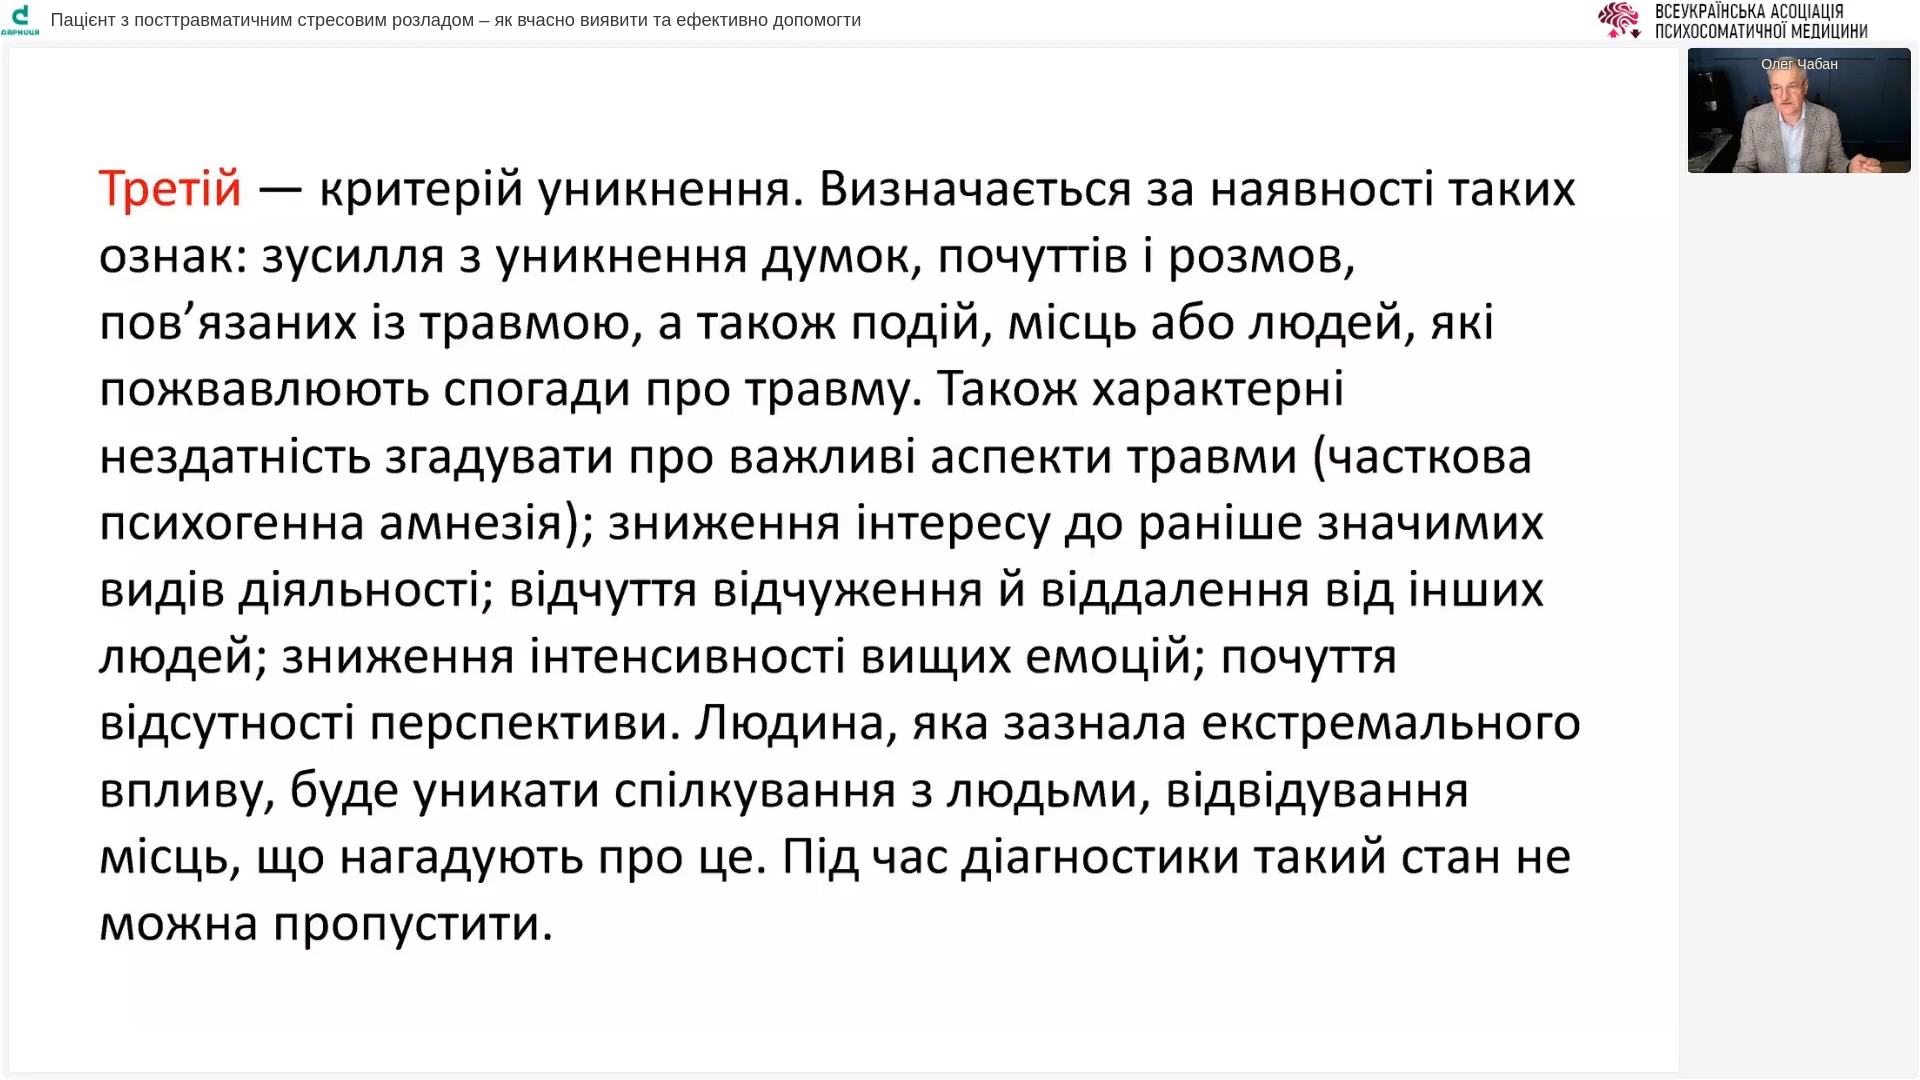 дарниця
Пацієнт з посттравматичним стресовим розладом – як вчасно виявити та ефективно допомогти
ВСЕУКРАЇНСЬКА АСОЦІАЦІЯ
ПСИХОСОМАТИЧНОЇ МЕДИЦИНИ
Олег Чабан
Третій — критерій уникнення. Визначається за наявності таких
ознак: зусилля з уникнення думок, почуттів і розмов,
пов’язаних із травмою, а також подій, місць або людей, які
пожвавлюють спогади про травму. Також характерні
нездатність згадувати про важливі аспекти травми (часткова
психогенна амнезія); зниження інтересу до раніше значимих
видів діяльності; відчуття відчуження й віддалення від інших
людей; зниження інтенсивності вищих емоцій; почуття
відсутності перспективи. Людина, яка зазнала екстремального
впливу, буде уникати спілкування з людьми, відвідування
місць, що нагадують про це. Під час діагностики такий стан не
можна пропустити.